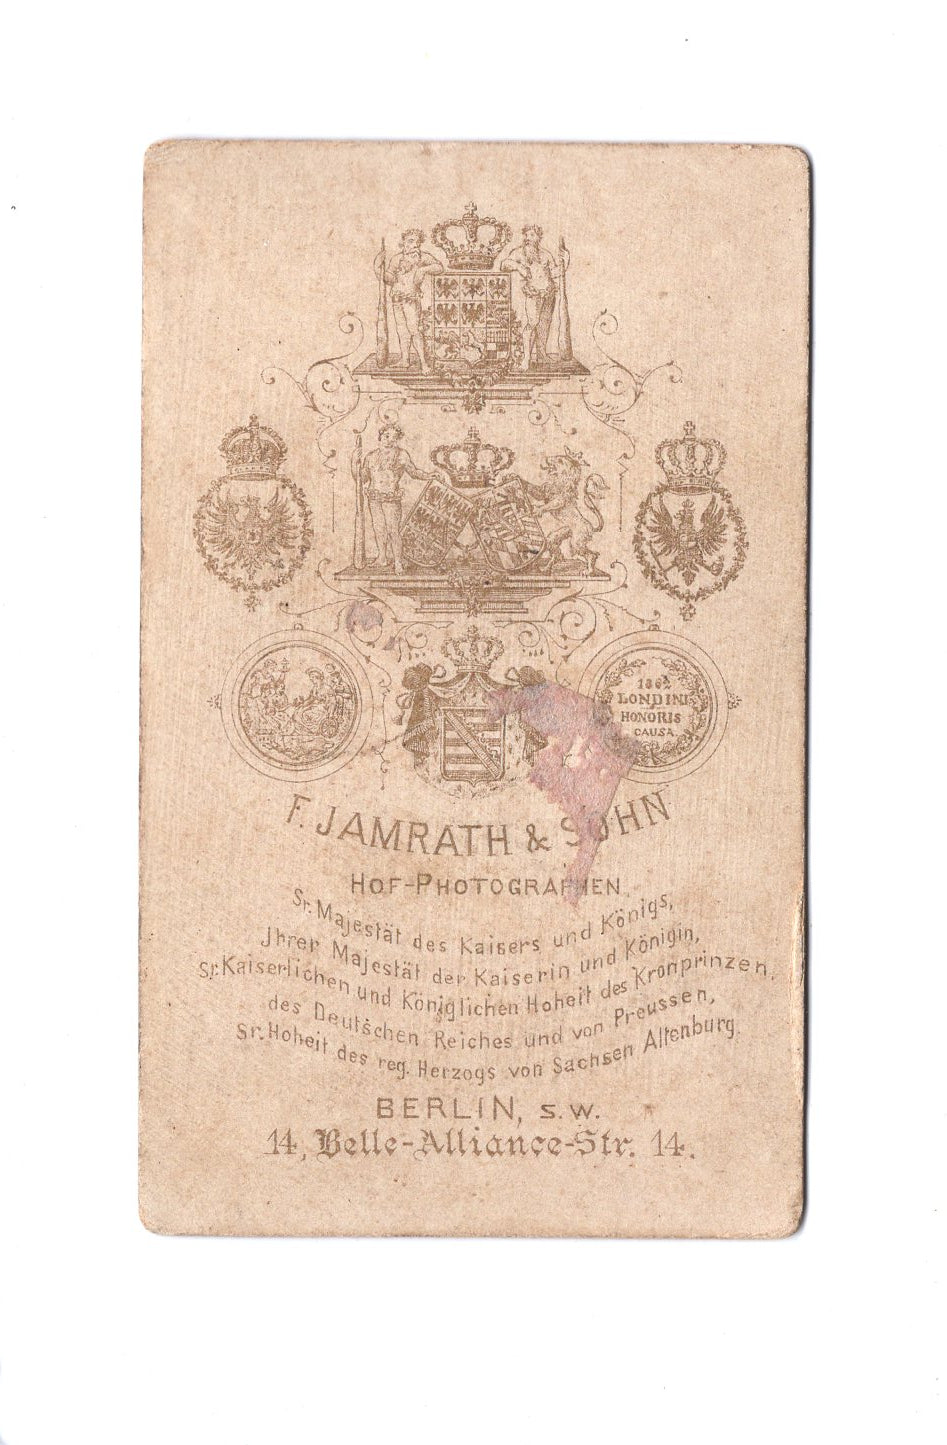 1862
LONDINI
HONORIS
CAUSA
F. JAMRATH & SOHN
HOF-PHOTOGRAPHEN
Sr. Majestät des Kaisers und Königs,
Jhrer Majestät der Kaiserin und Königin,
Sr. Kaiserlichen und Königlichen Hoheit des Kronprinzen,
des Deutschen Reiches und von Preussen,
Sr. Hoheit des reg. Herzogs von Sachsen Altenburg.
BERLIN, S.W.
14, Belle-Alliance-Str. 14.